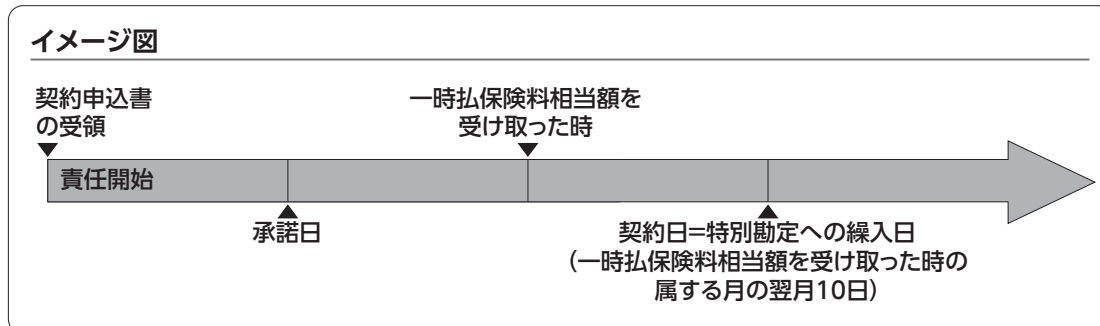 イメージ図
契約申込書
の受領
一時払保険料相当額を
受け取った時
責任開始
承諾日
契約日=特別勘定への繰入日
(一時払保険料相当額を受け取った時の
属する月の翌月10日)